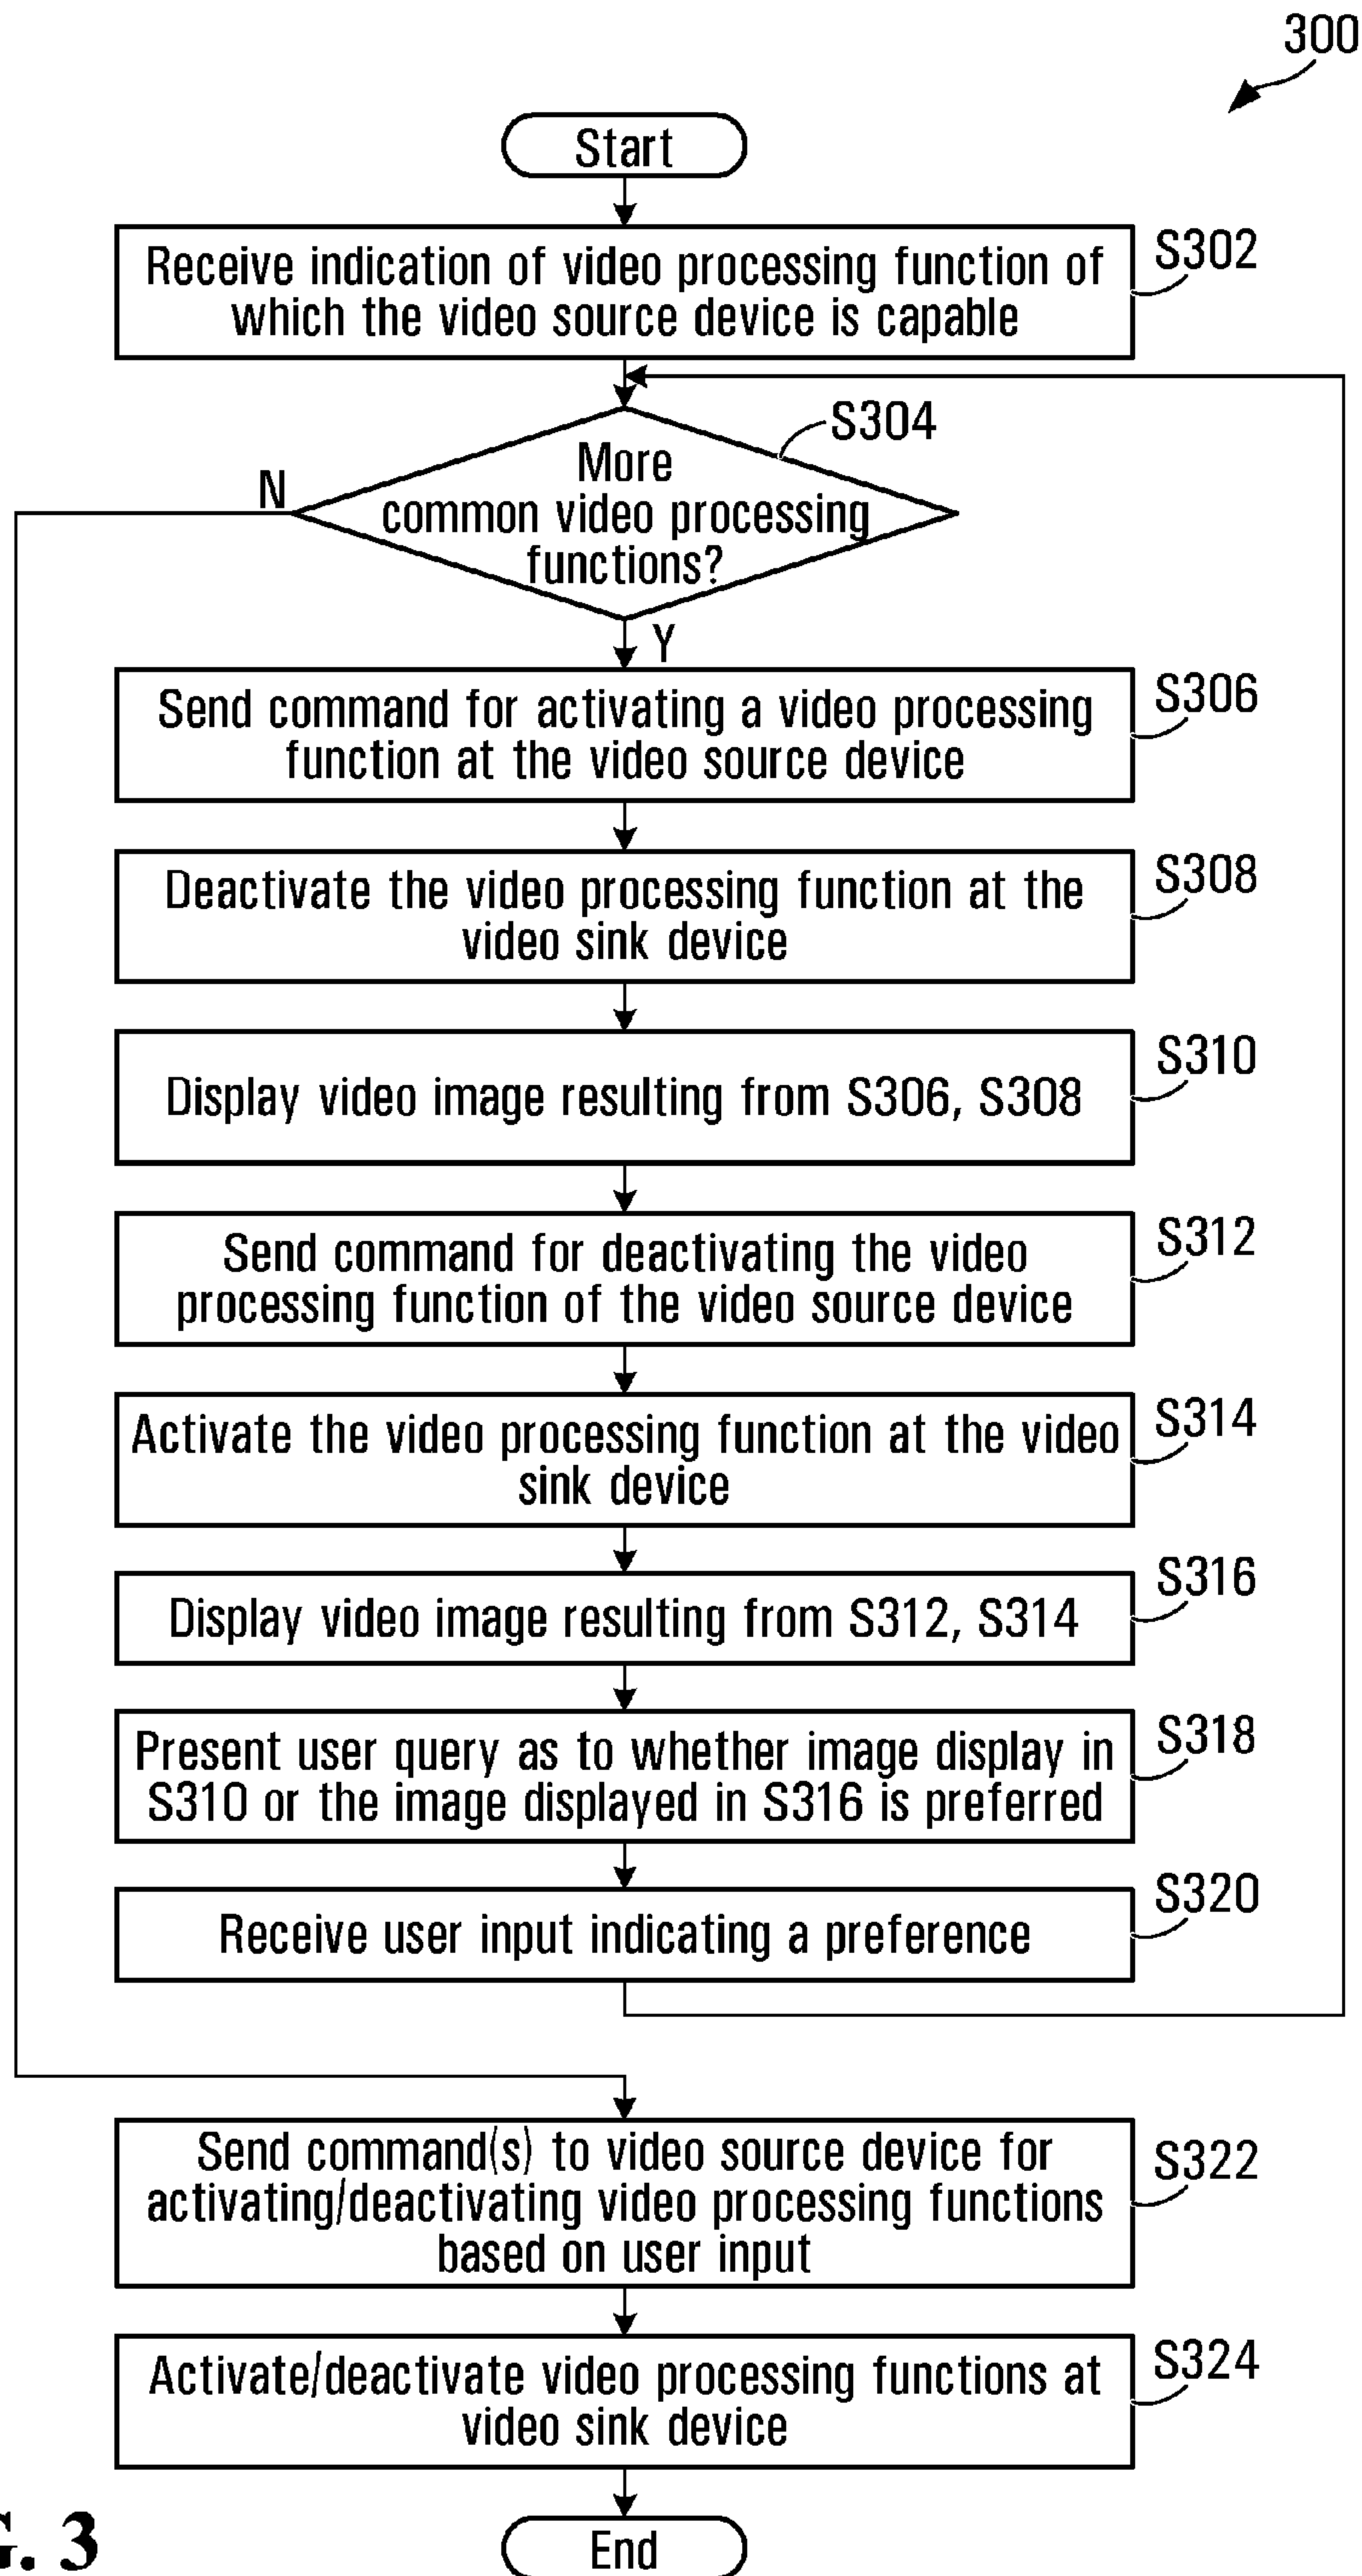 300
Start
Receive indication of video processing function of
which the video source device is capable
S302
S304
More
common video processing
functions?
N
Y
Send command for activating a video processing
function at the video source device
S306
Deactivate the video processing function at the
video sink device
S308
Display video image resulting from S306, S308
S310
Send command for deactivating the video
processing function of the video source device
S312
Activate the video processing function at the video
sink device
S314
Display video image resulting from S312, S314
S316
Present user query as to whether image display in
S310 or the image displayed in S316 is preferred
S318
Receive user input indicating a preference
S320
Send command(s) to video source device for
activating/deactivating video processing functions
based on user input
S322
Activate/deactivate video processing functions at
video sink device
S324
End
G. 3